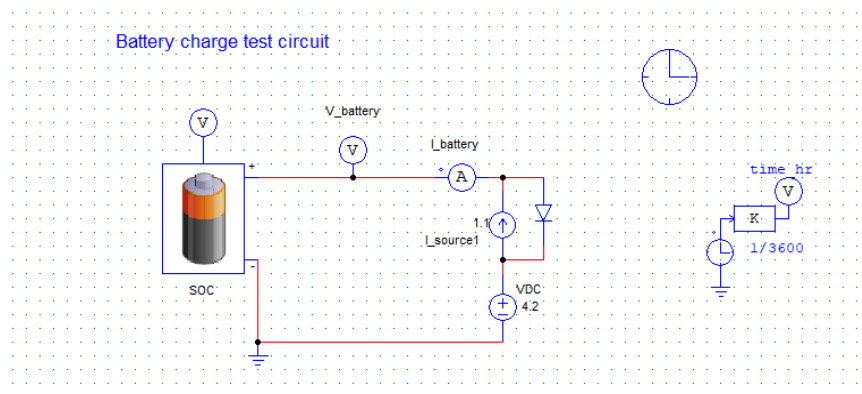 Battery charge test circuit
V_battery
V
V
I_battery
A
+
time_hr
V
K
1/3600
1.1
I_source1
-
SOC
VDC
4.2